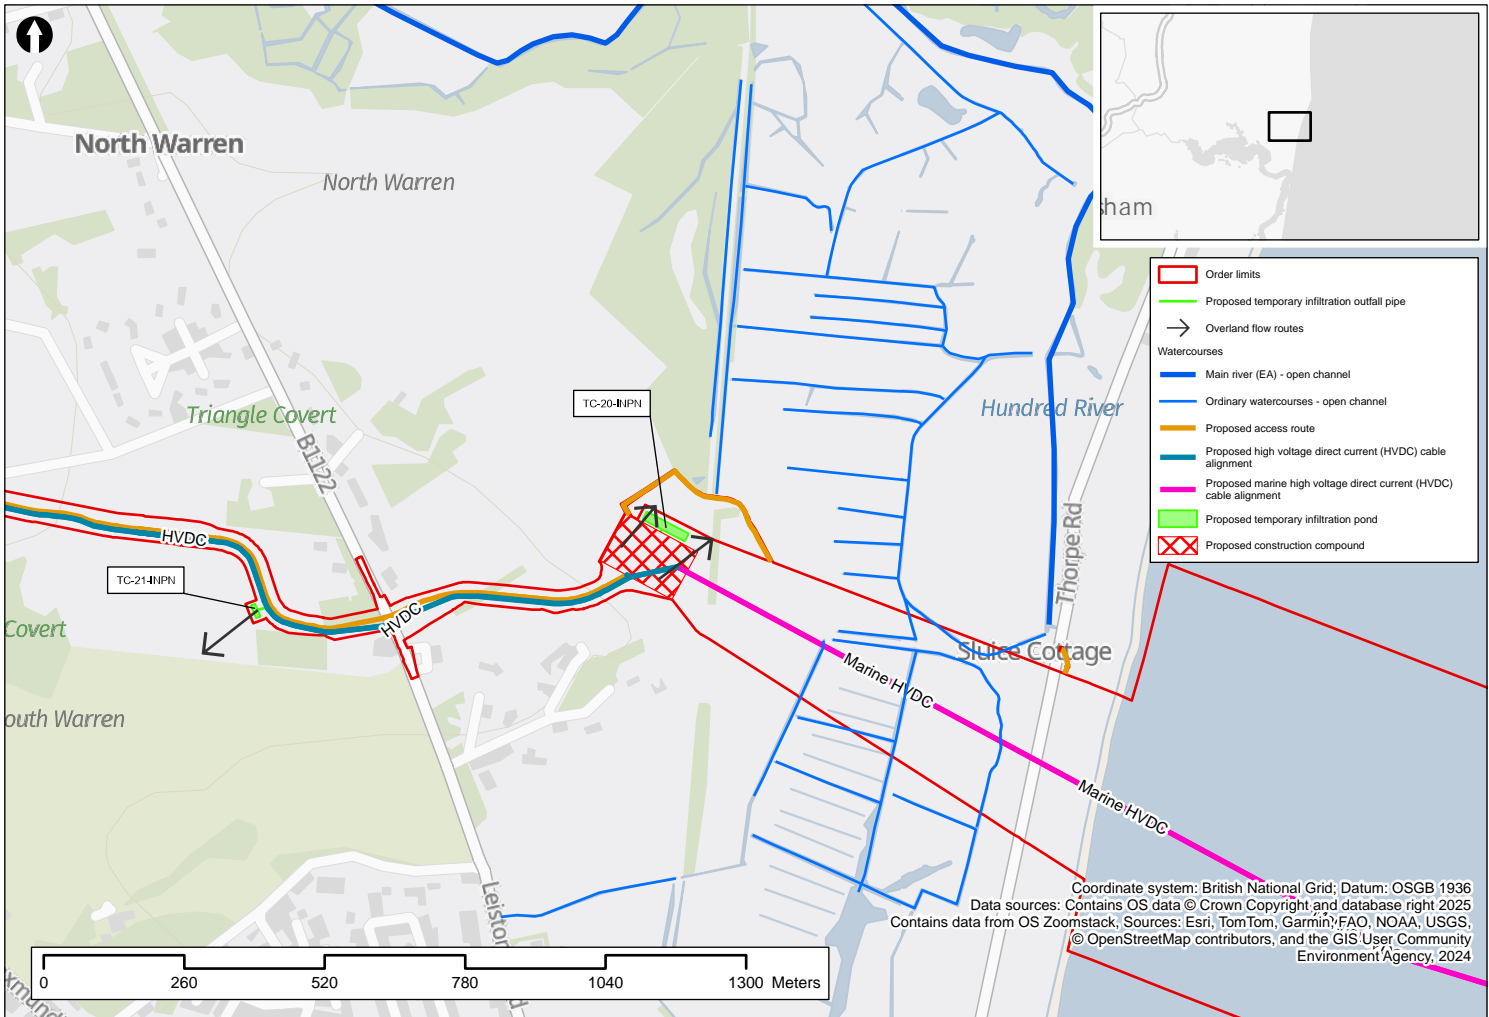 North Warren
North Warren
sham
Order limits
Proposed temporary infiltration outfall pipe
Overland flow routes
Watercourses
Main river (EA) - open channel
Ordinary watercourses - open channel
Proposed access route
Proposed high voltage direct current (HVDC) cable
alignment
Proposed marine high voltage direct current (HVDC)
cable alignment
Proposed temporary infiltration pond
Proposed construction compound
TC-20-INPN
Triangle Covert
Hundred River
B1122
HVDC
Thorpe Rd
TC-21-INPN
HVDC
Covert
Sluice Cottage
Marine HVDC
outh Warren
Marine HVDC
Coordinate system: British National Grid; Datum: OSGB 1936
Data sources: Contains OS data © Crown Copyright and database right 2025
Contains data from OS Zoomstack, Sources: Esri, TomTom, Garmin, FAO, NOAA, USGS,
© OpenStreetMap contributors, and the GIS User Community
Environment Agency, 2024
0 260 520 780 1040 1300 Meters